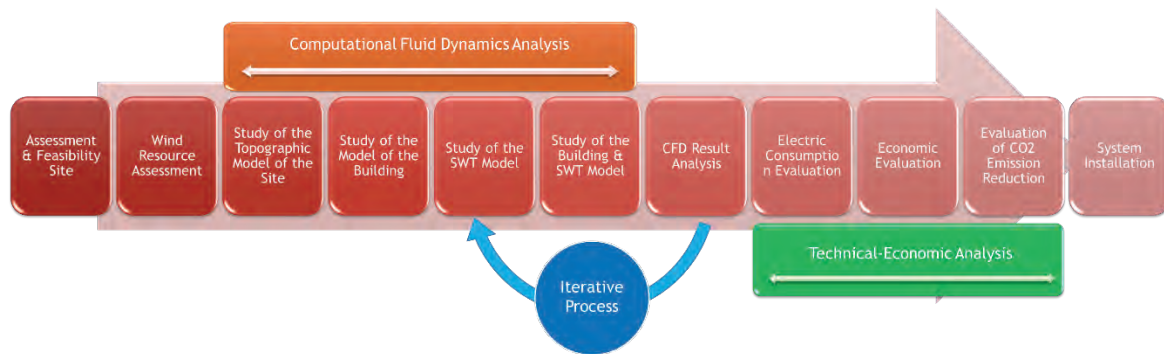 Computational Fluid Dynamics Analysis
Assessment
& Feasibility
Site
Wind
Resource
Assessment
Study of the
Topographic
Model of the
Site
Study of the
Model of the
Building
Study of the
SWT Model
Study of the
Building &
SWT Model
CFD Result
Analysis
Electric
Consumptio
n Evaluation
Economic
Evaluation
Evaluation
of CO2
Emission
Reduction
System
Installation
Iterative
Process
Technical-Economic Analysis